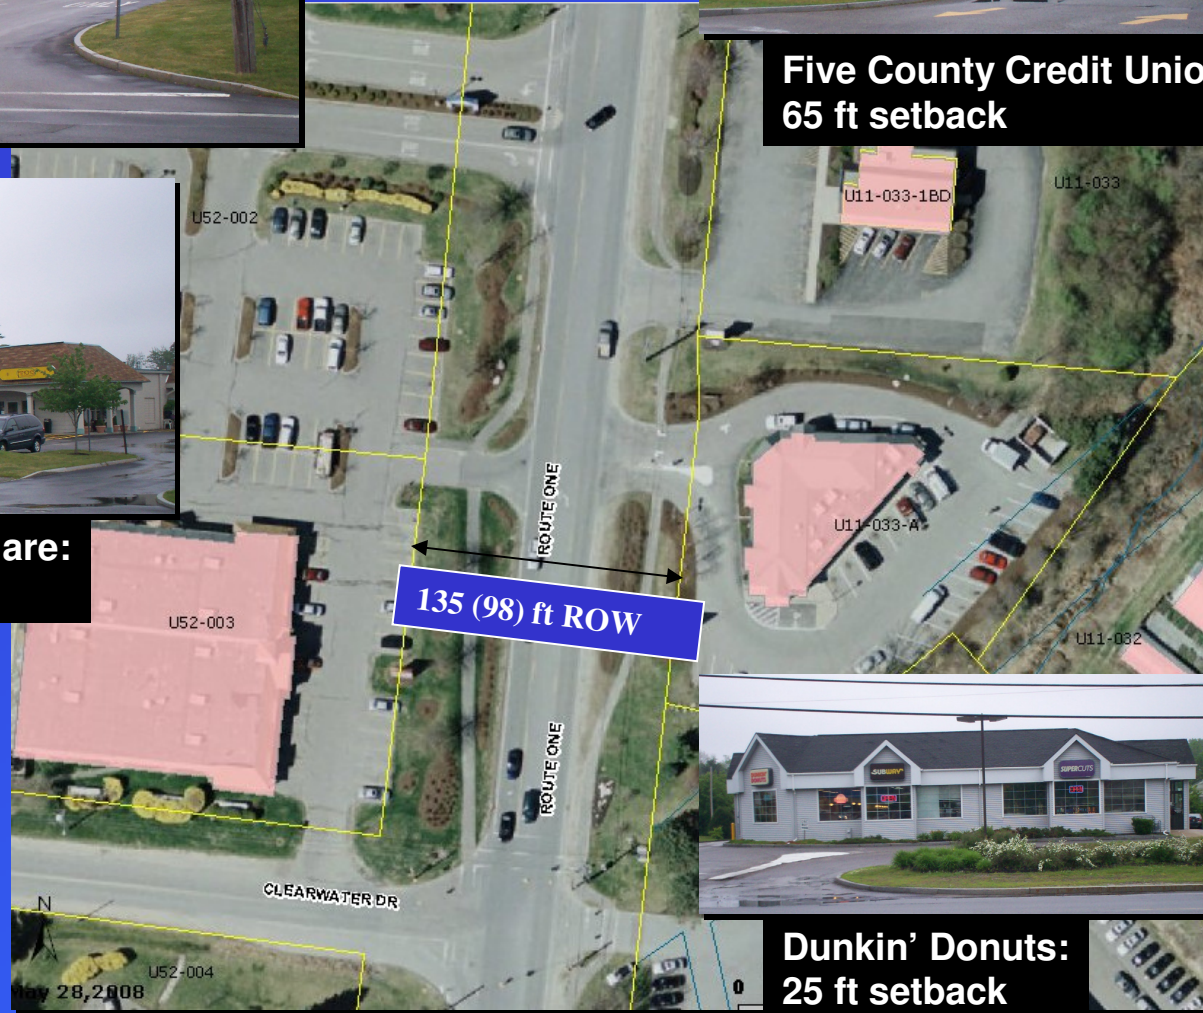 Five County Credit Unio
65 ft setback
U11-033-1BD
U11-033
U52-002
ROUTE ONE
U11-033-A
are:
135 (98) ft ROW
U52-003
U11-032
ROUTE ONE
SUBWAY
SUPERCUTS
CLEARWATER DR
N
U52-004
May 28,2008
0
Dunkin’ Donuts:
25 ft setback